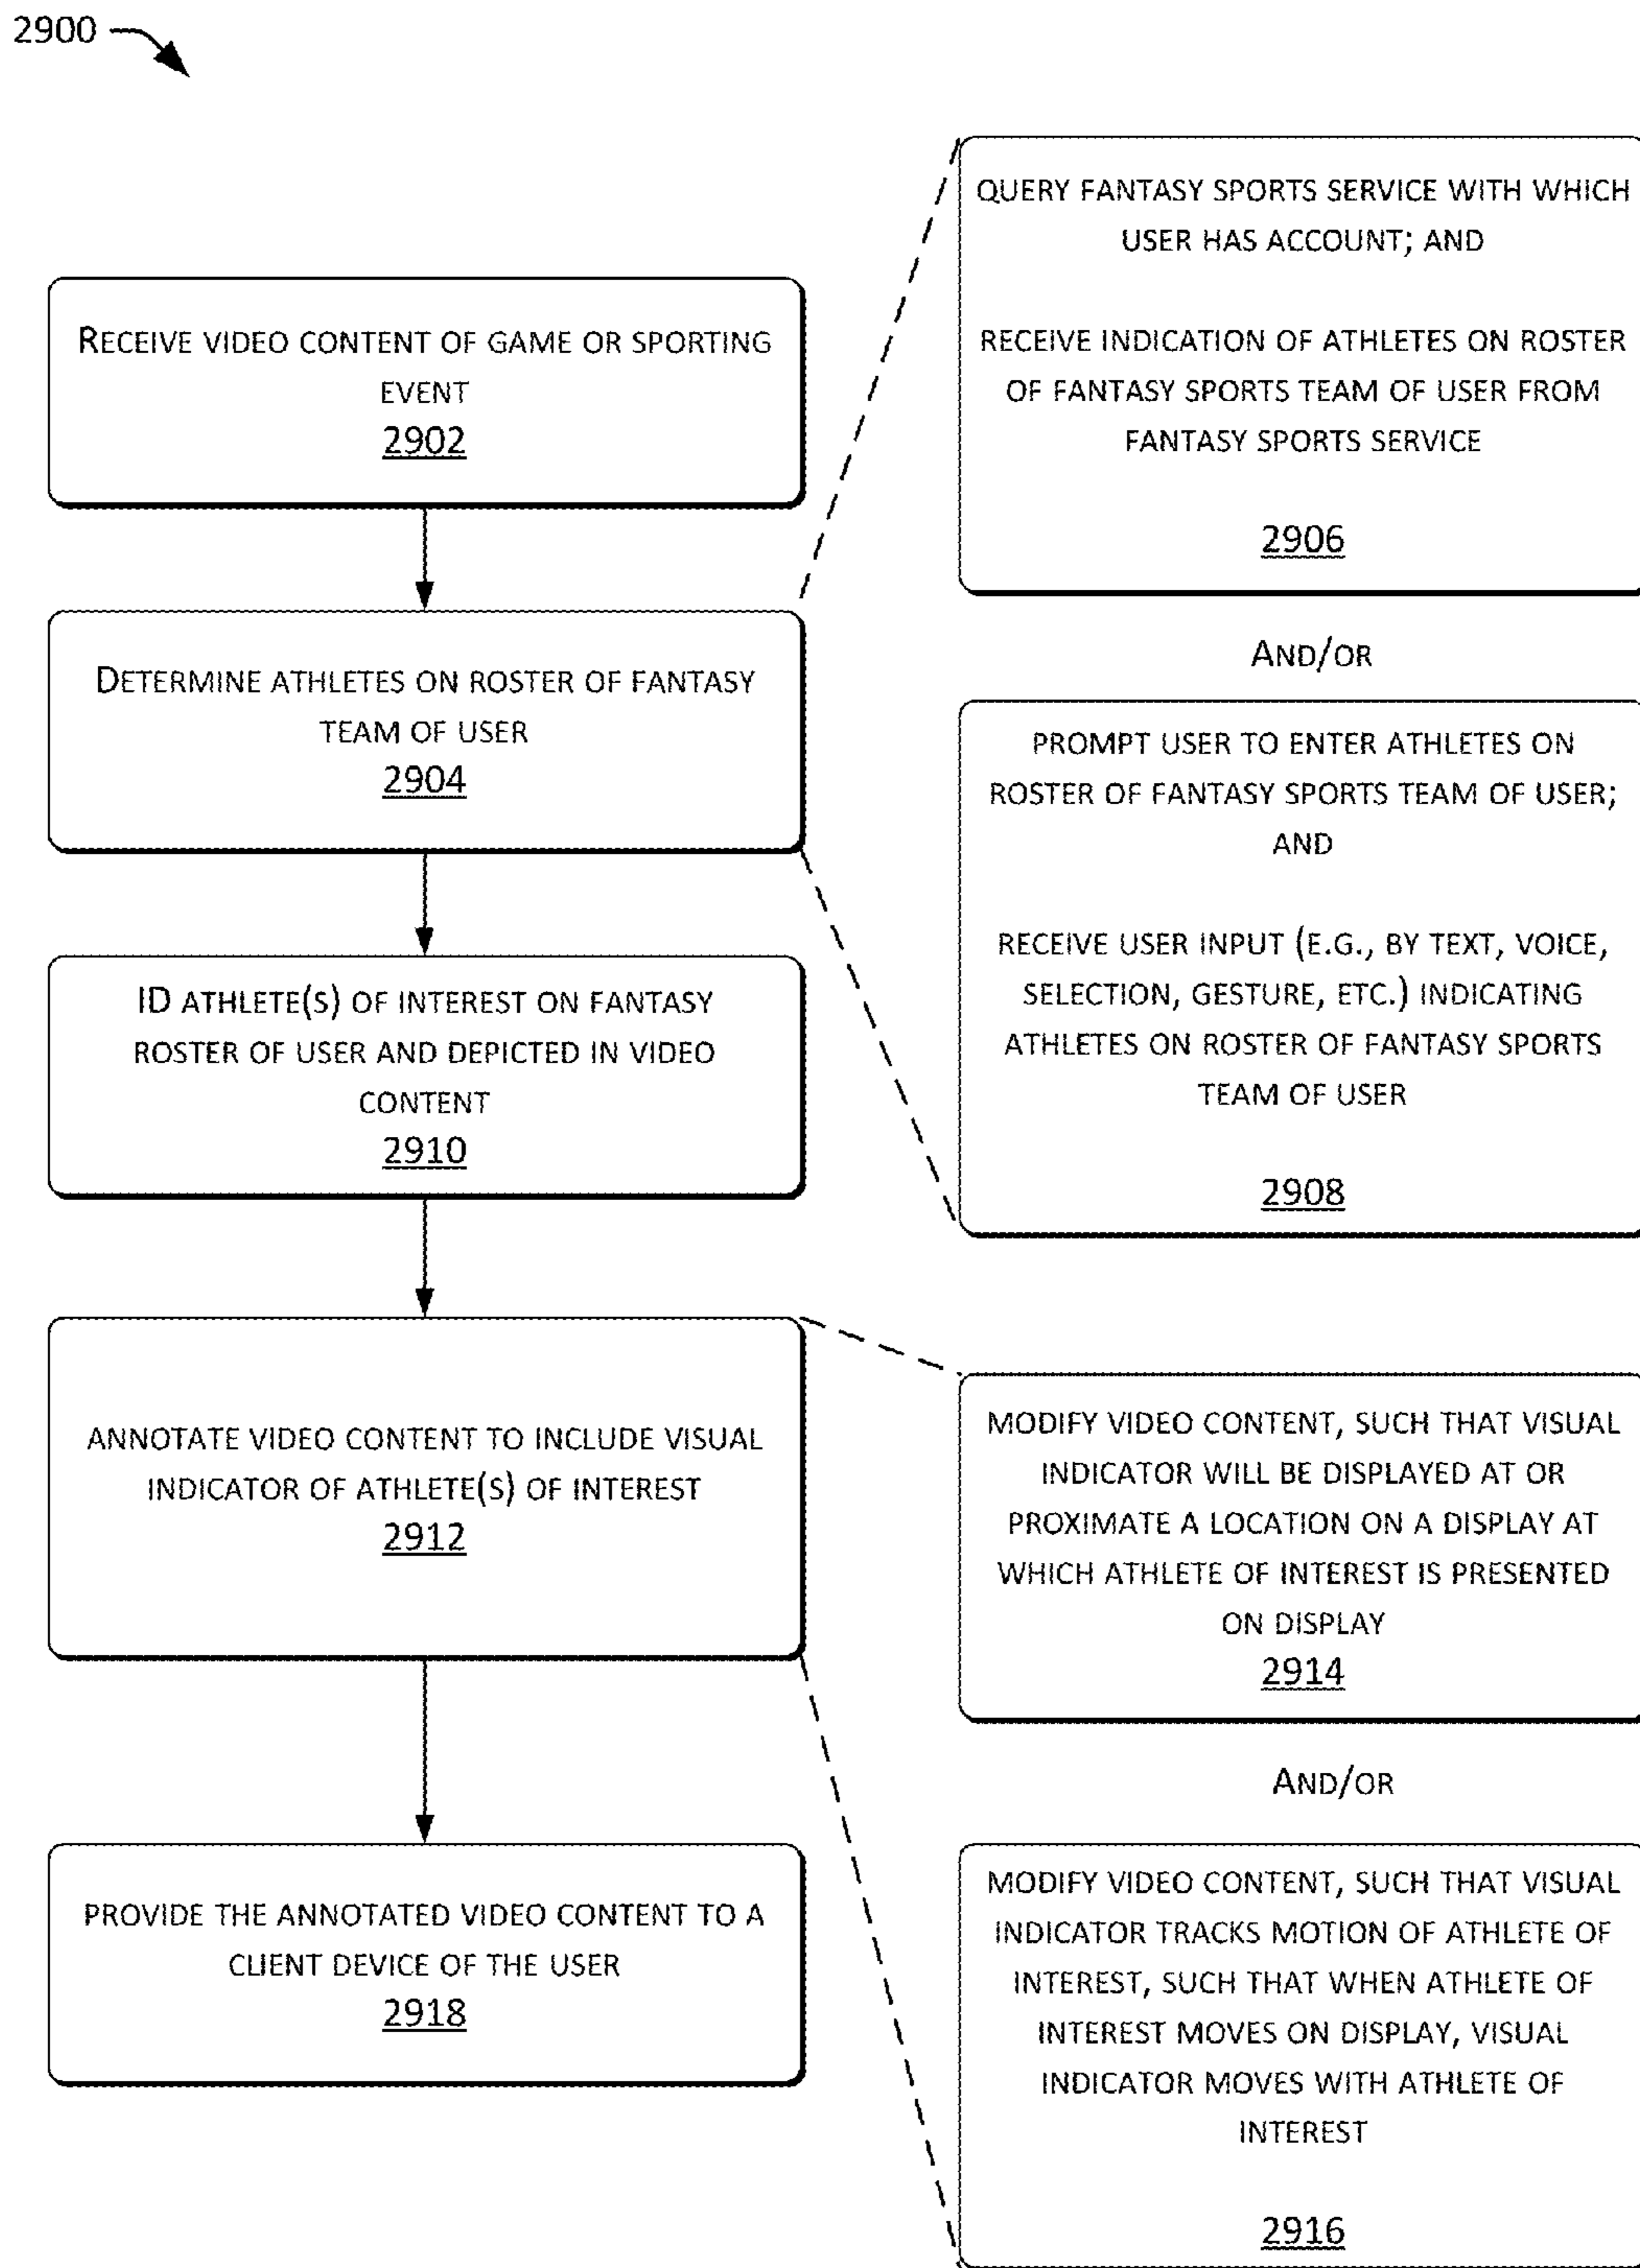 2900
RECEIVE VIDEO CONTENT OF GAME OR SPORTING
EVENT
2902
DETERMINE ATHLETES ON ROSTER OF FANTASY
TEAM OF USER
2904
QUERY FANTASY SPORTS SERVICE WITH WHICH
USER HAS ACCOUNT; AND
RECEIVE INDICATION OF ATHLETES ON ROSTER
OF FANTASY SPORTS TEAM OF USER FROM
FANTASY SPORTS SERVICE
2906
AND/OR
PROMPT USER TO ENTER ATHLETES ON
ROSTER OF FANTASY SPORTS TEAM OF USER;
AND
RECEIVE USER INPUT (E.G., BY TEXT, VOICE,
SELECTION, GESTURE, ETC.) INDICATING
ATHLETES ON ROSTER OF FANTASY SPORTS
TEAM OF USER
2908
ID ATHLETE(S) OF INTEREST ON FANTASY
ROSTER OF USER AND DEPICTED IN VIDEO
CONTENT
2910
ANNOTATE VIDEO CONTENT TO INCLUDE VISUAL
INDICATOR OF ATHLETE(S) OF INTEREST
2912
MODIFY VIDEO CONTENT, SUCH THAT VISUAL
INDICATOR WILL BE DISPLAYED AT OR
PROXIMATE A LOCATION ON A DISPLAY AT
WHICH ATHLETE OF INTEREST IS PRESENTED
ON DISPLAY
2914
AND/OR
MODIFY VIDEO CONTENT, SUCH THAT VISUAL
INDICATOR TRACKS MOTION OF ATHLETE OF
INTEREST, SUCH THAT WHEN ATHLETE OF
INTEREST MOVES ON DISPLAY, VISUAL
INDICATOR MOVES WITH ATHLETE OF
INTEREST
2916
PROVIDE THE ANNOTATED VIDEO CONTENT TO A
CLIENT DEVICE OF THE USER
2918